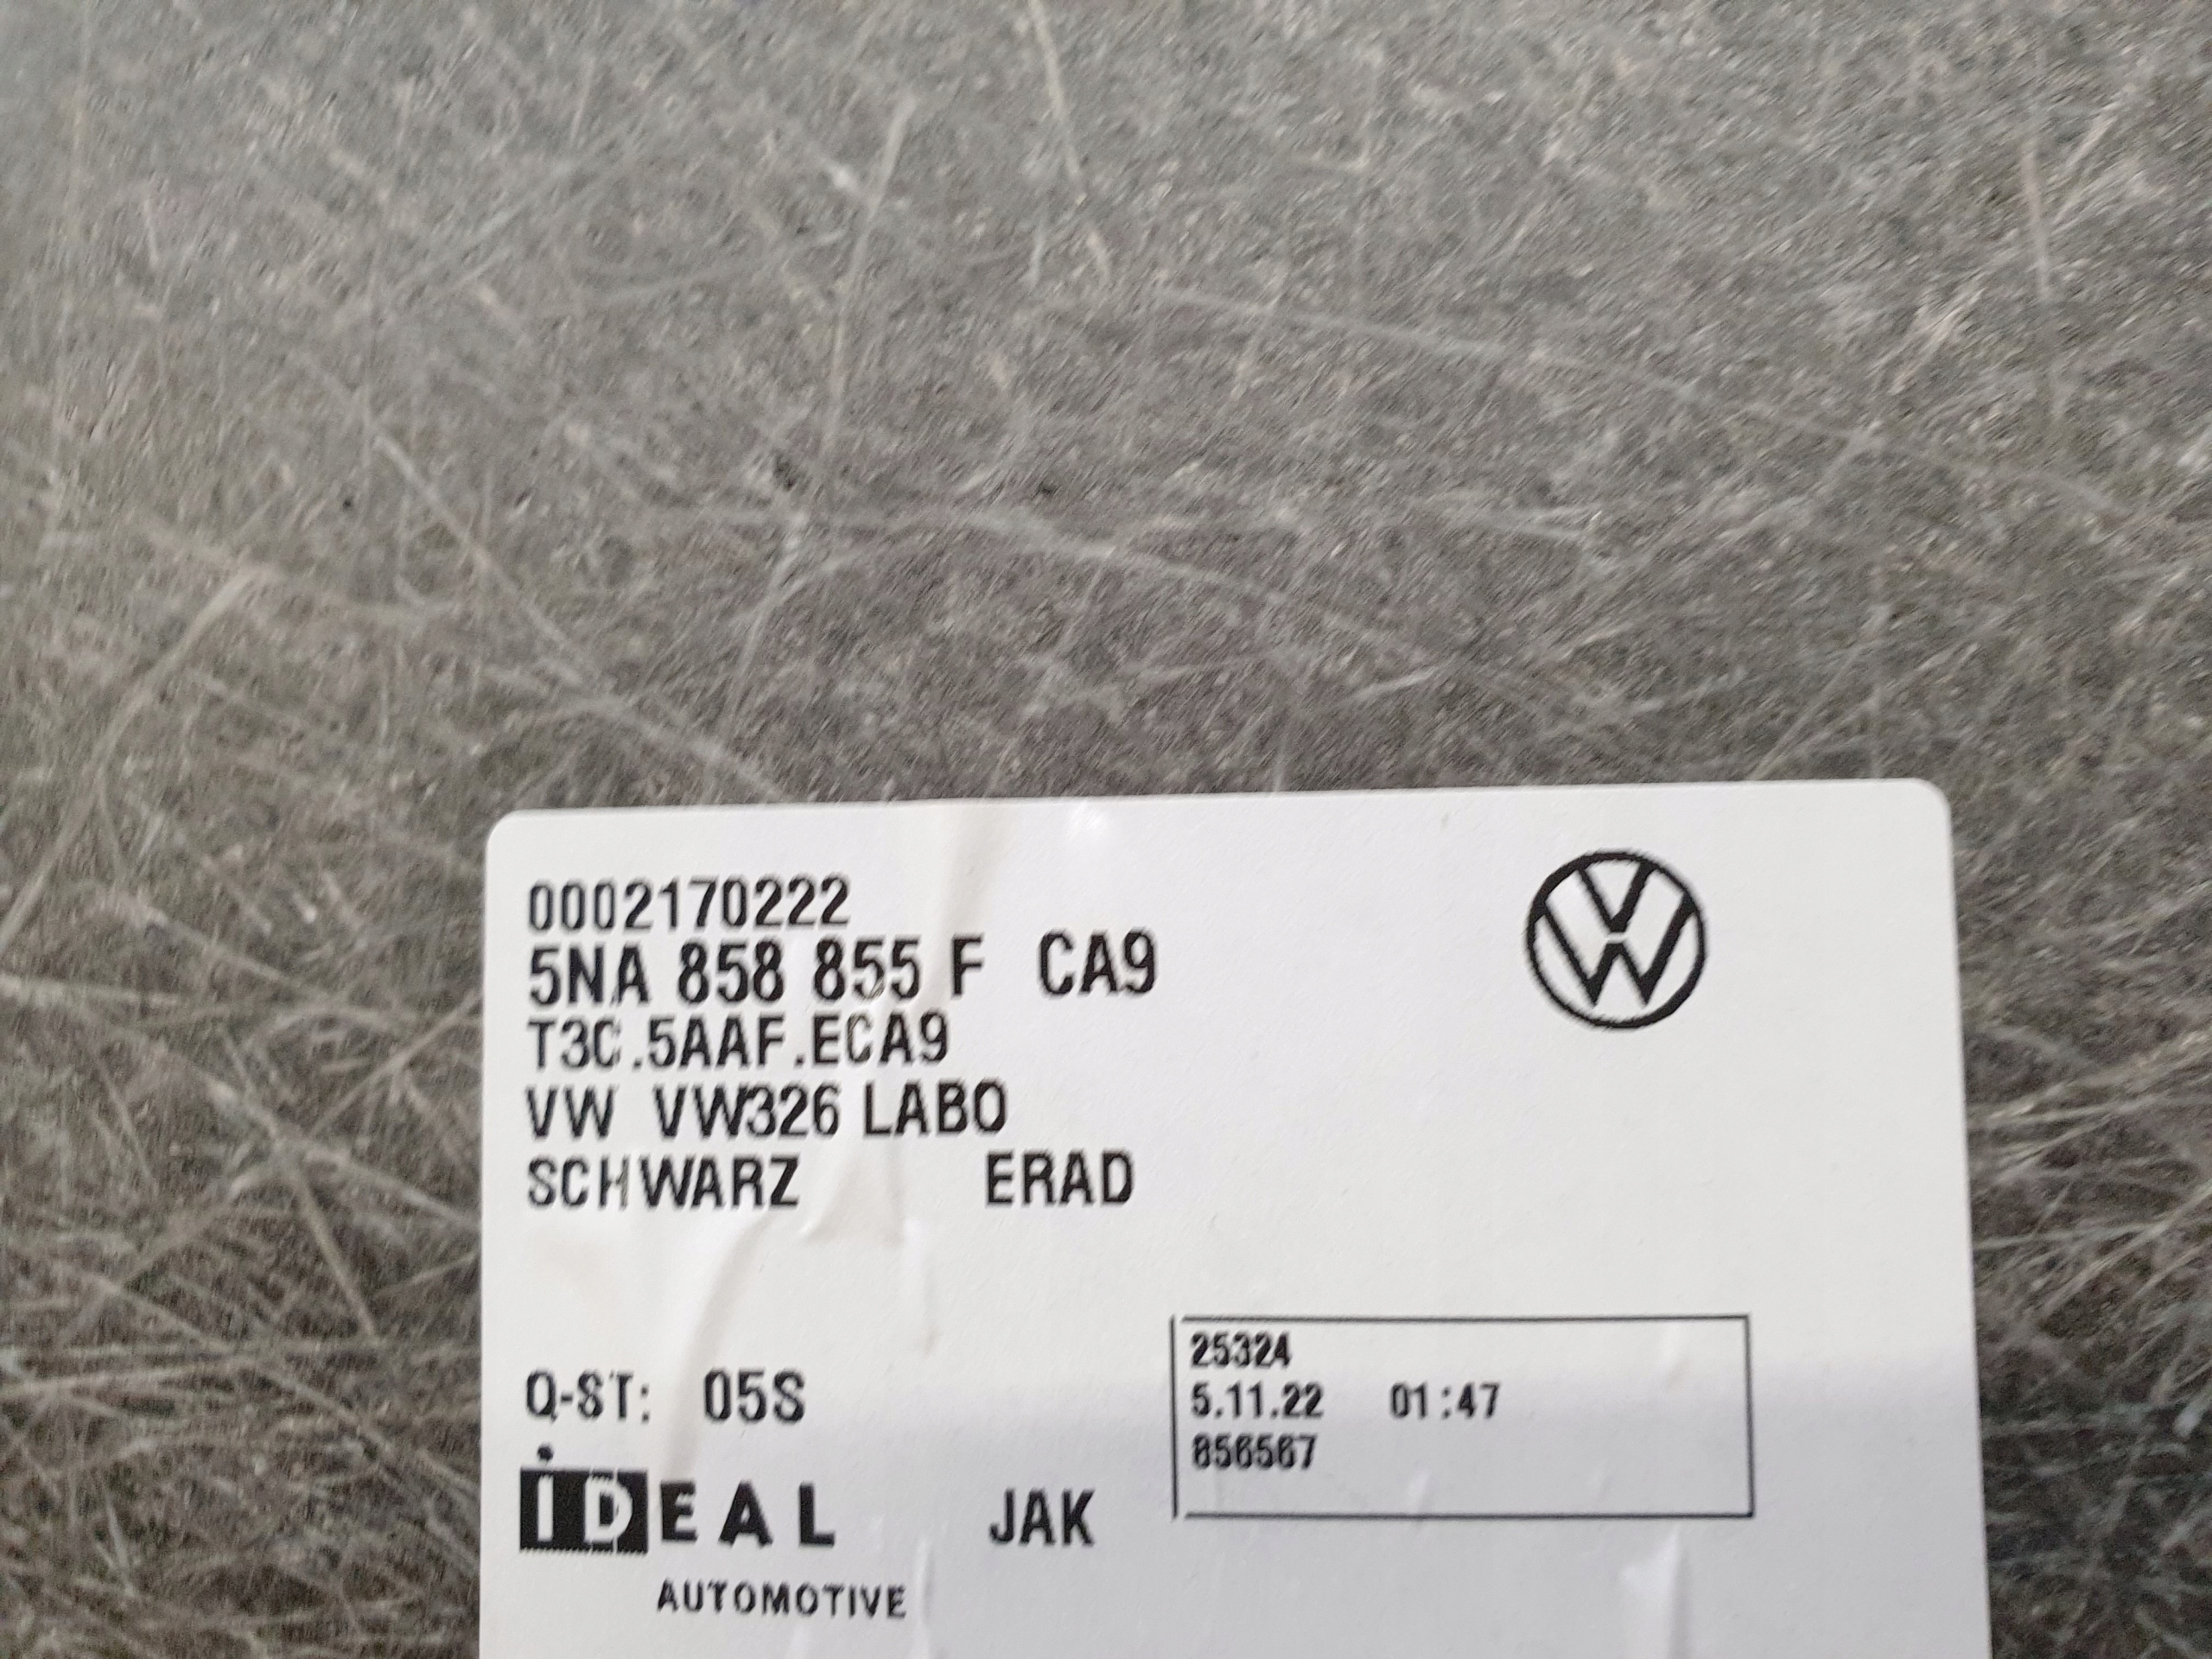 0002170222
5NA 858 855 F CA9
T3C.5AAF.ECA9
VW VW326 LABO
SCHWARZ ERAD
25324
5.11.22 01:47
856567
Q-ST: 05S
iDEAL JAK
AUTOMOTIVE